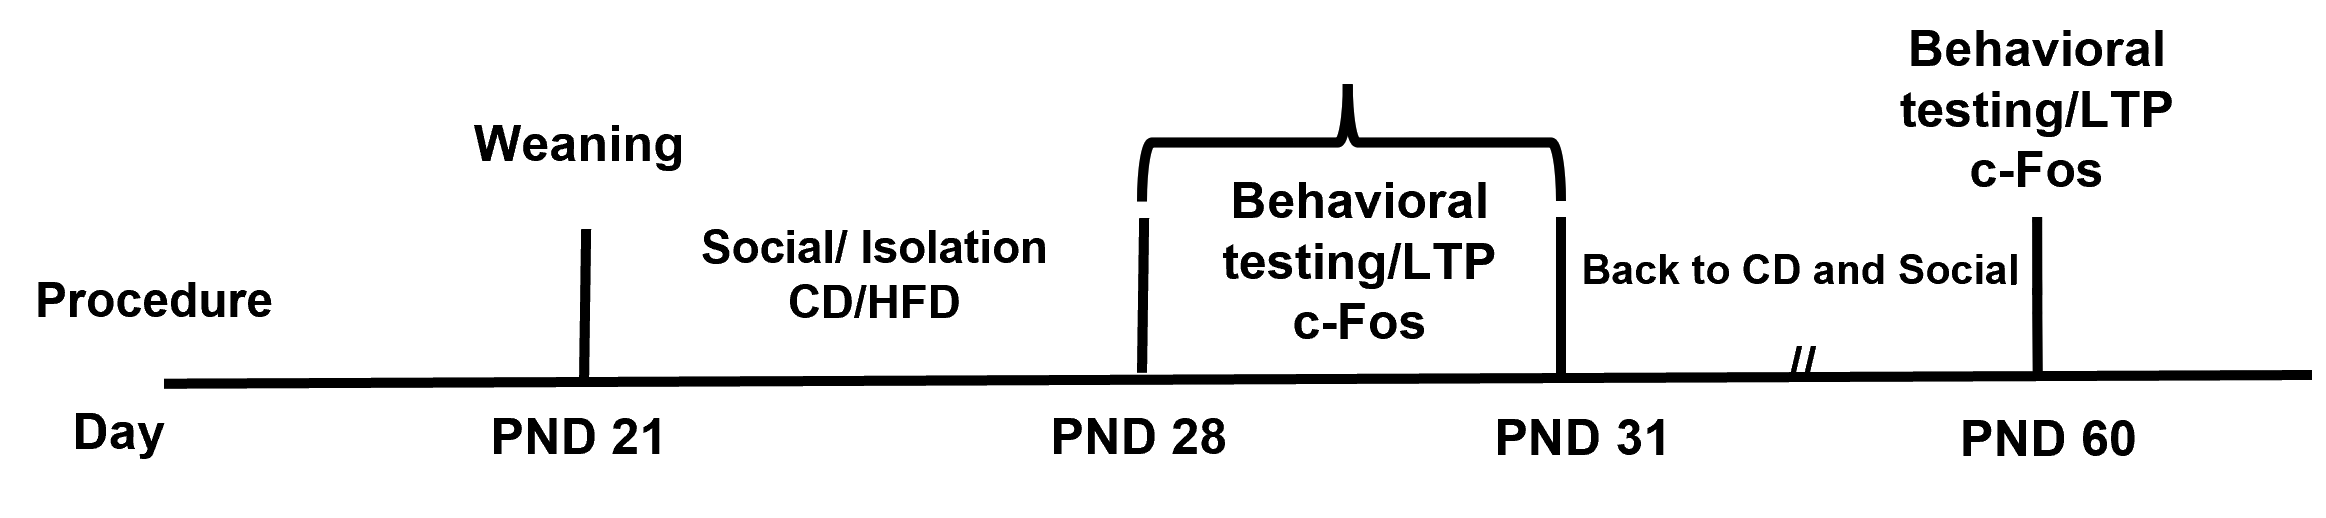 Behavioral
testing/LTP
c-Fos
Weaning
Behavioral
testing/LTP
c-Fos
Social/ Isolation
CD/HFD
Back to CD and Social
Procedure
//
Day
PND 21
PND 28
PND 31
PND 60